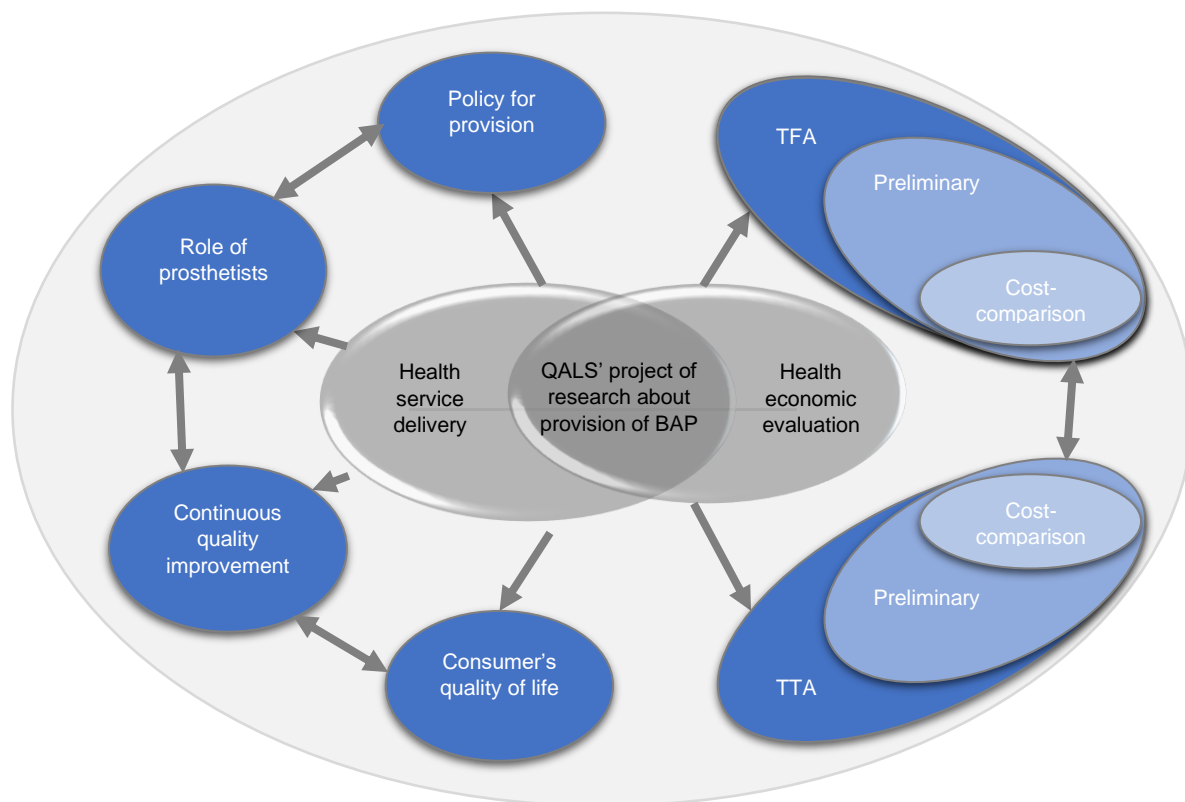 Policy for
provision
TFA
Preliminary
Cost-
comparison
Role of
prosthetists
Health
service
delivery
QALS’ project of
research about
provision of BAP
Health
economic
evaluation
Continuous
quality
improvement
Consumer’s
quality of life
Cost-
comparison
Preliminary
TTA